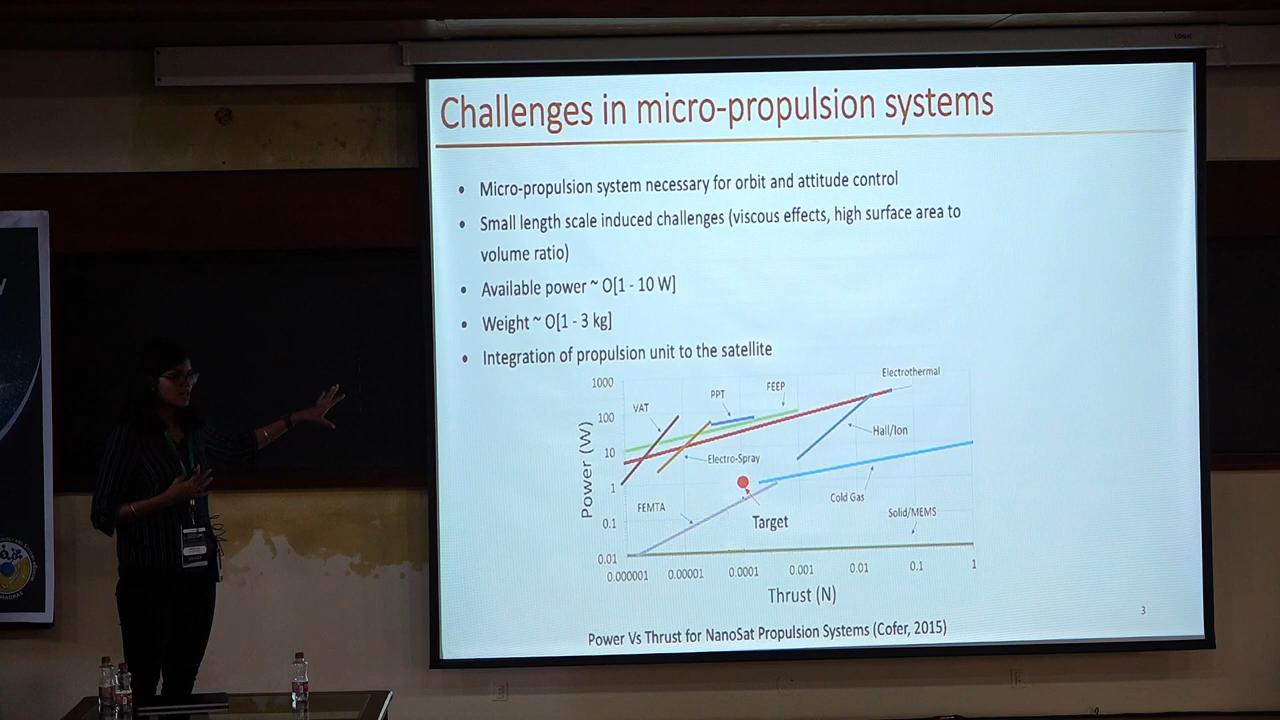 Challenges in micro-propulsion systems
• Micro-propulsion system necessary for orbit and attitude control
• Small length scale induced challenges (viscous effects, high surface area to
volume ratio)
• Available power ~ O[1 - 10 W]
• Weight ~ O[1 - 3 kg]
• Integration of propulsion unit to the satellite
Power (W)
1000
100
10
1
0.1
0.01
VAT
PPT
FEEP
Electrothermal
Hall/Ion
Electro-Spray
Cold Gas
FEMTA
Target
Solid/MEMS
0.000001 0.00001 0.0001 0.001 0.01 0.1 1
Thrust (N)
3
Power Vs Thrust for NanoSat Propulsion Systems (Cofer, 2015)